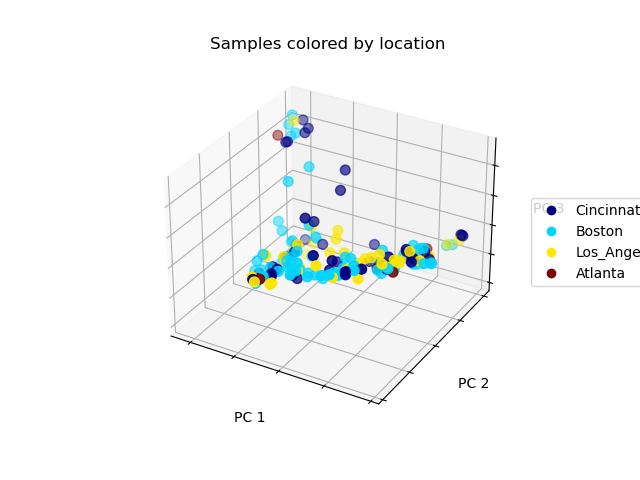 Samples colored by location
PC 3
Cincinnat
Boston
Los_Ange
Atlanta
PC 2
PC 1